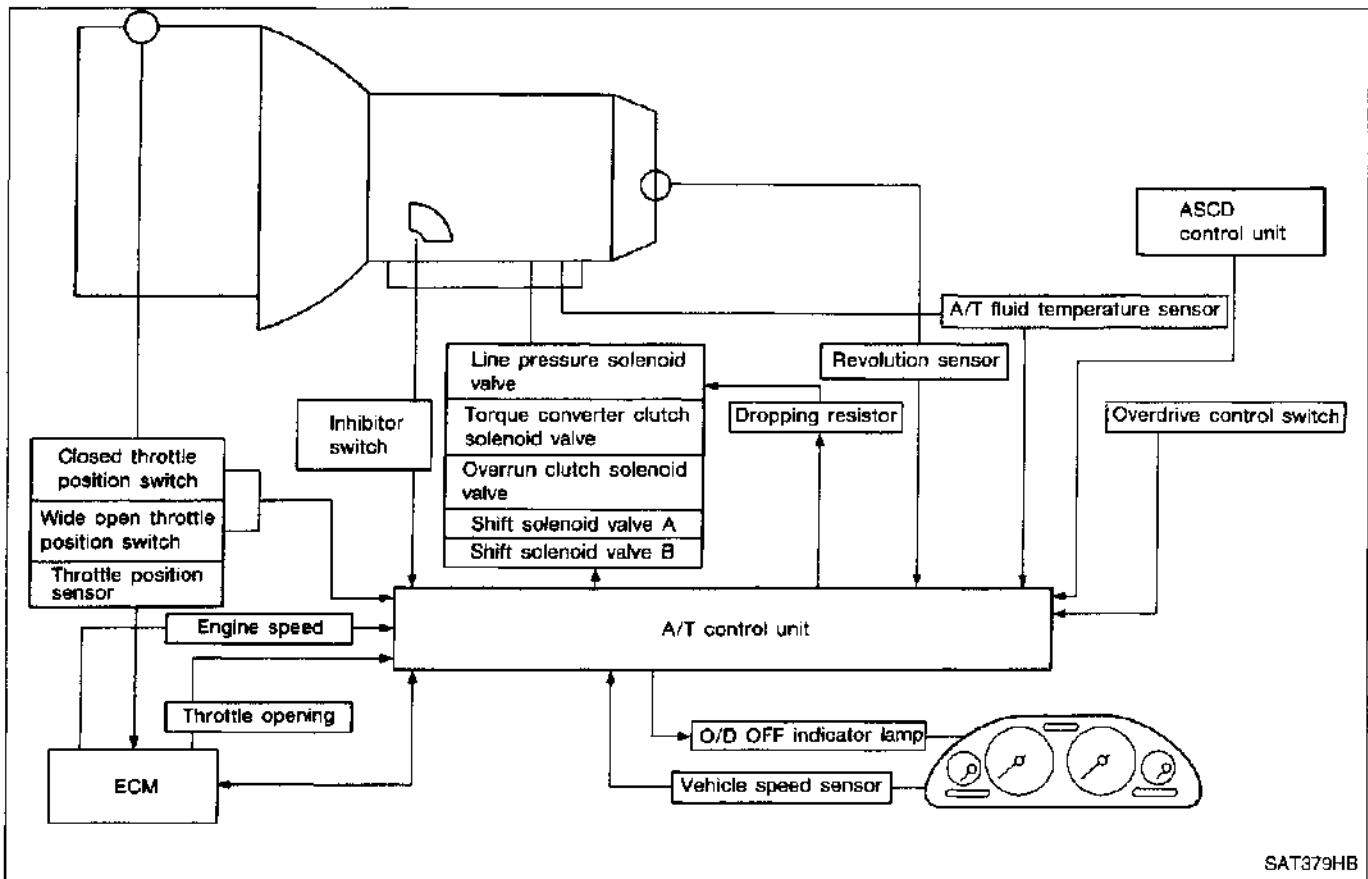 ASCD
control unit
A/T fluid temperature sensor
Line pressure solenoid
valve
Revolution sensor
Inhibitor
switch
Torque converter clutch
solenoid valve
Dropping resistor
Overdrive control switch
Closed throttle
position switch
Overrun clutch solenoid
valve
Wide open throttle
position switch
Shift solenoid valve A
Shift solenoid valve B
Throttle position
sensor
Engine speed
A/T control unit
Throttle opening
O/D OFF indicator lamp
ECM
Vehicle speed sensor
SAT379HB